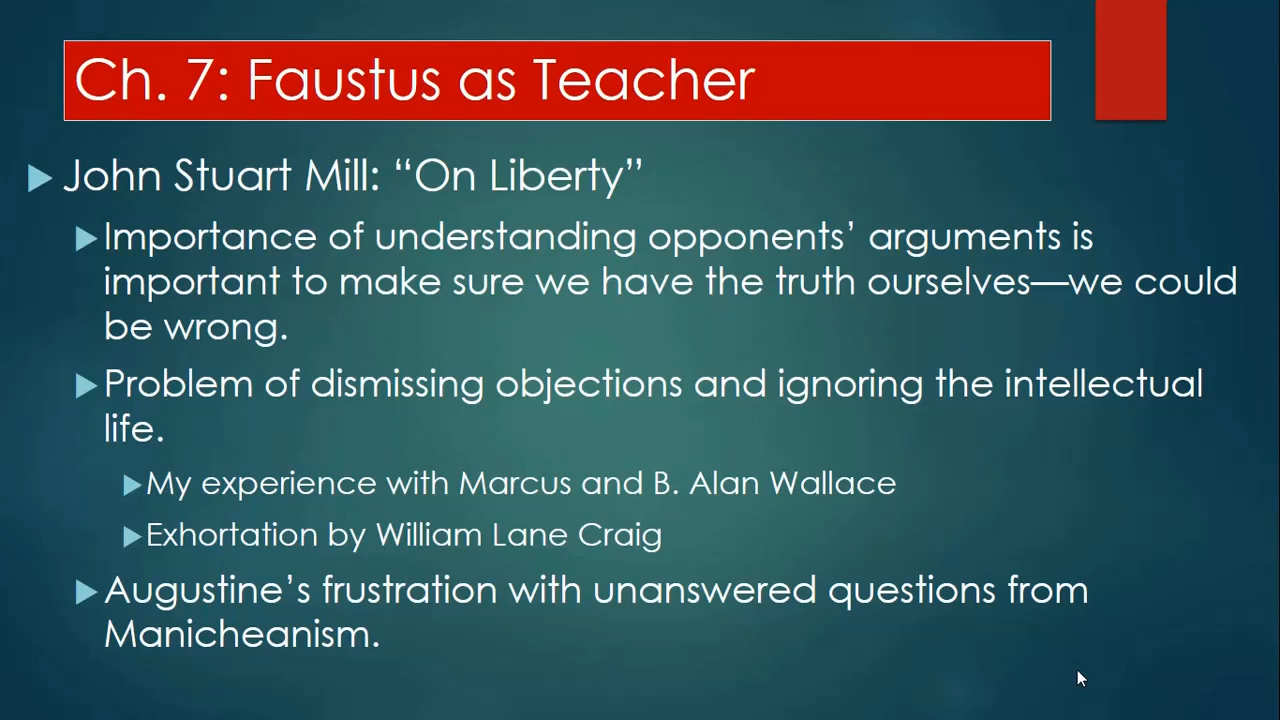 Ch. 7: Faustus as Teacher
John Stuart Mill: “On Liberty”
Importance of understanding opponents’ arguments is
important to make sure we have the truth ourselves—we could
be wrong.
Problem of dismissing objections and ignoring the intellectual
life.
My experience with Marcus and B. Alan Wallace
Exhortation by William Lane Craig
Augustine’s frustration with unanswered questions from
Manicheanism.